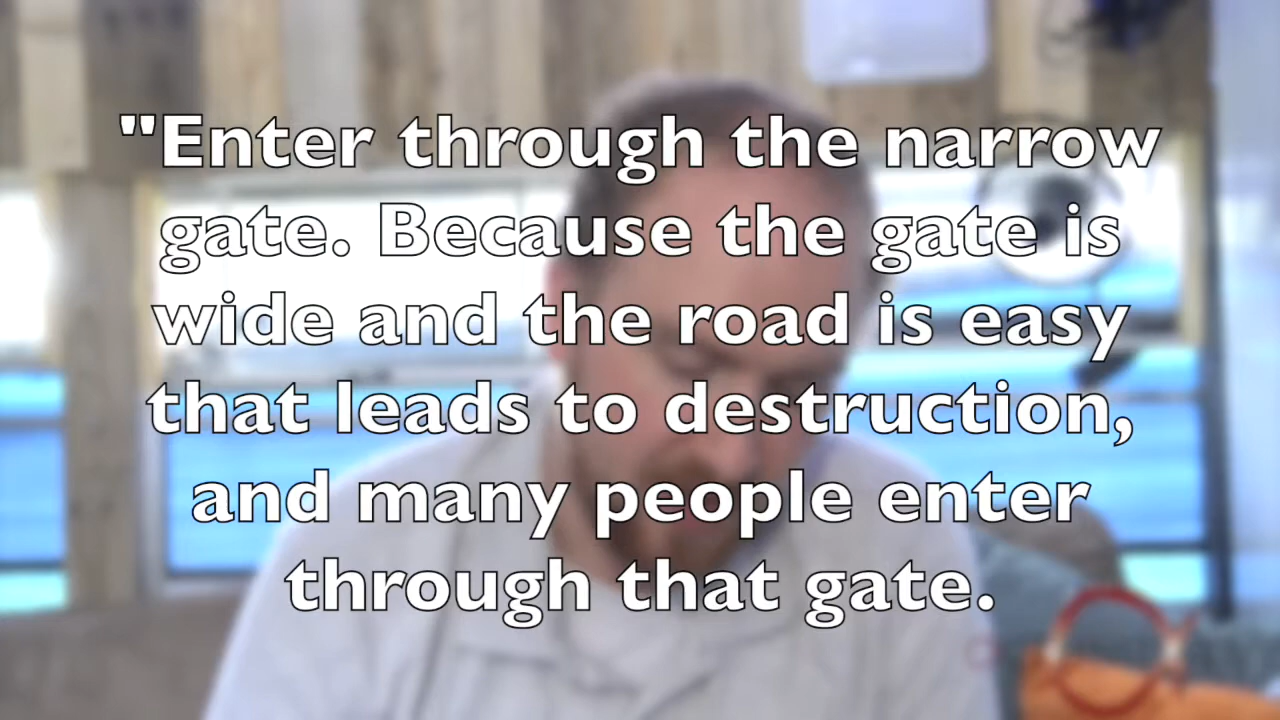 "Enter through the narrow
gate. Because the gate is
wide and the road is easy
that leads to destruction,
and many people enter
through that gate.